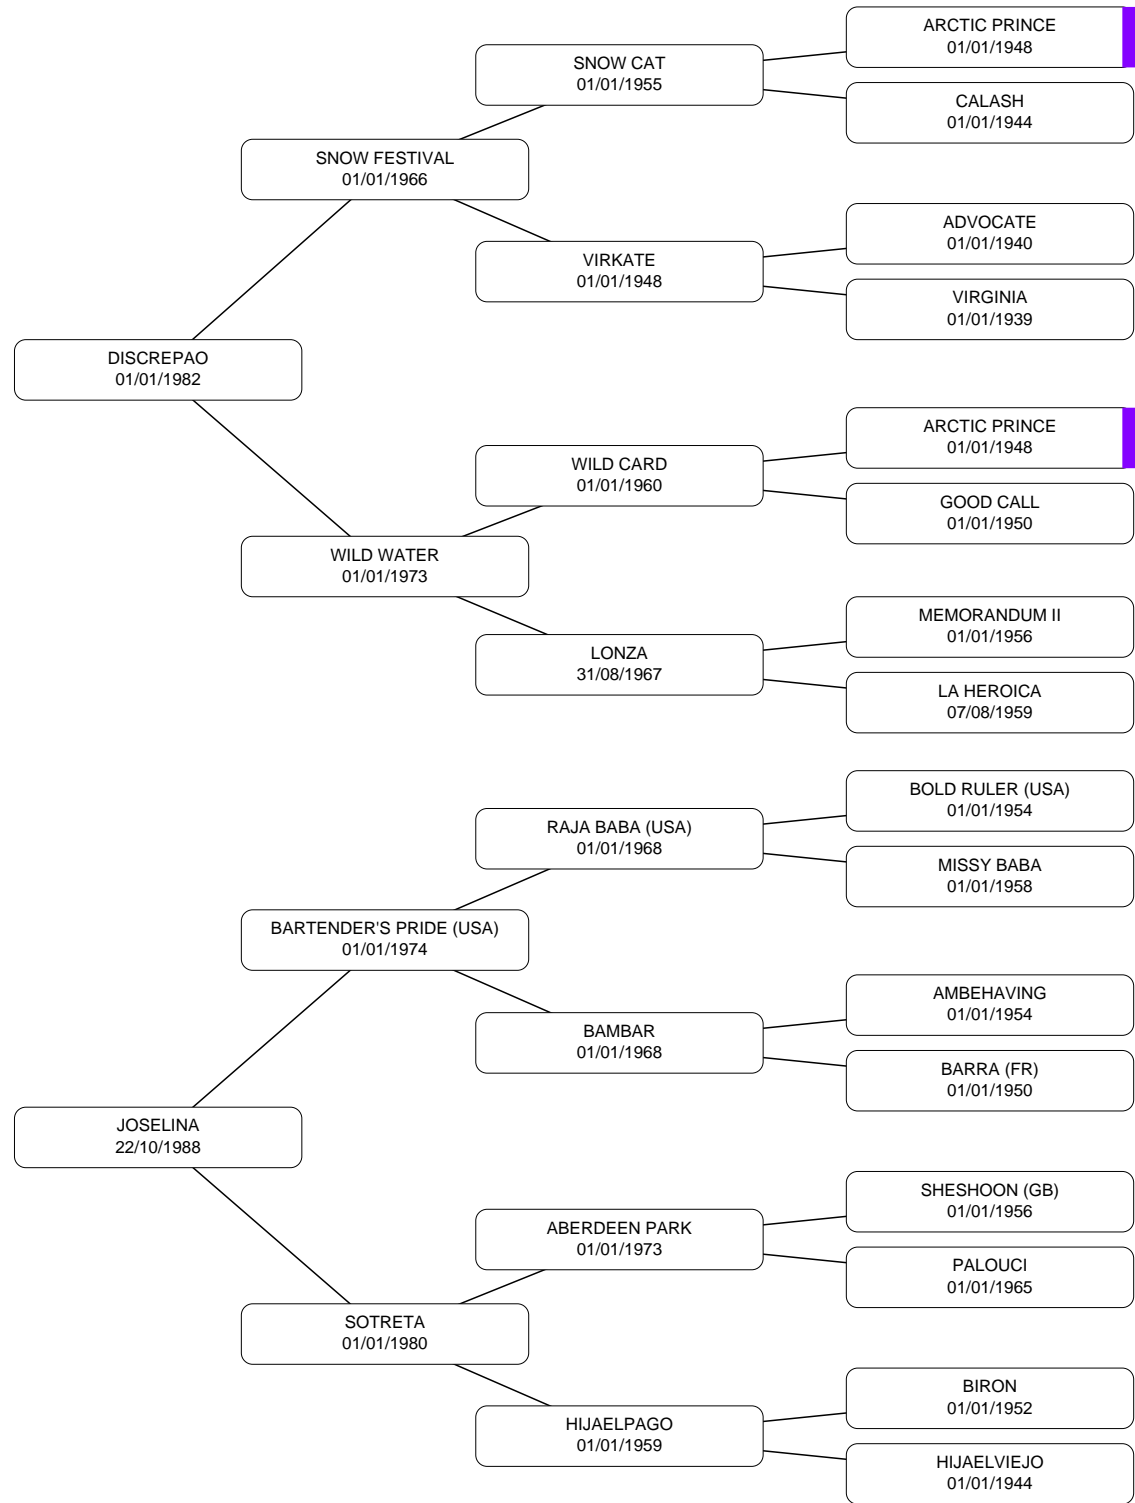 ARCTIC PRINCE
01/01/1948
SNOW CAT
01/01/1955
CALASH
01/01/1944
SNOW FESTIVAL
01/01/1966
ADVOCATE
01/01/1940
VIRKATE
01/01/1948
VIRGINIA
01/01/1939
DISCREPAO
01/01/1982
ARCTIC PRINCE
01/01/1948
WILD CARD
01/01/1960
GOOD CALL
01/01/1950
WILD WATER
01/01/1973
MEMORANDUM II
01/01/1956
LONZA
31/08/1967
LA HEROICA
07/08/1959
BOLD RULER (USA)
01/01/1954
RAJA BABA (USA)
01/01/1968
MISSY BABA
01/01/1958
BARTENDER'S PRIDE (USA)
01/01/1974
AMBEHAVING
01/01/1954
BAMBAR
01/01/1968
BARRA (FR)
01/01/1950
JOSELINA
22/10/1988
SHESHOON (GB)
01/01/1956
ABERDEEN PARK
01/01/1973
PALOUCI
01/01/1965
SOTRETA
01/01/1980
BIRON
01/01/1952
HIJAELPAGO
01/01/1959
HIJAELVIEJO
01/01/1944